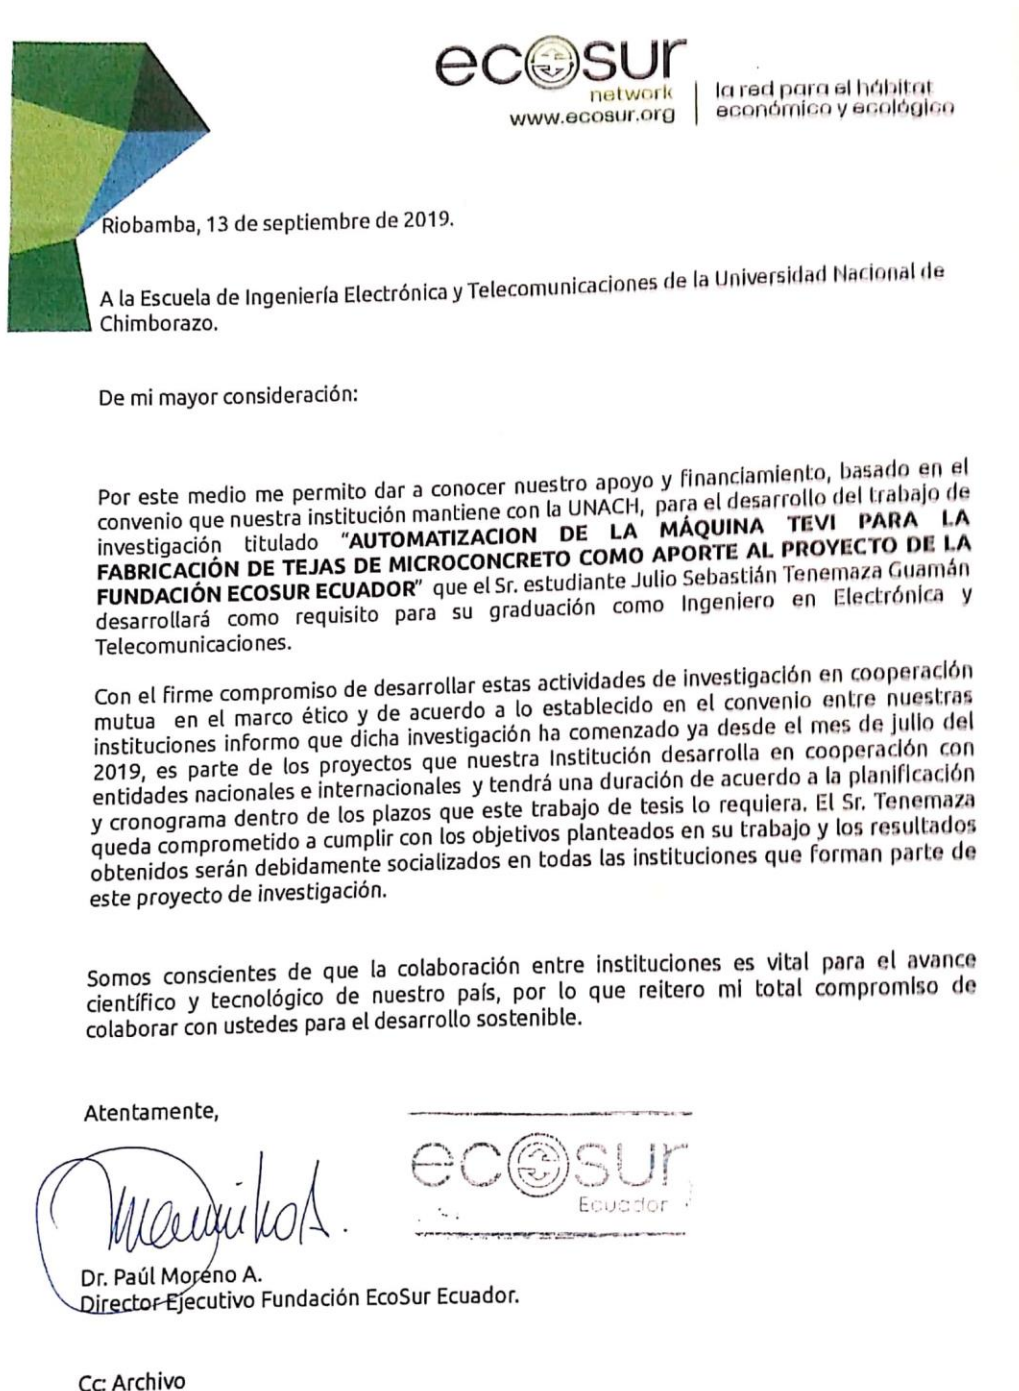 ecosur
network
www.ecosur.org
la red para el hábitat
económico y ecológico
Riobamba, 13 de septiembre de 2019.
A la Escuela de Ingeniería Electrónica y Telecomunicaciones de la Universidad Nacional de
Chimborazo.
De mi mayor consideración:
Por este medio me permito dar a conocer nuestro apoyo y financiamiento, basado en el
convenio que nuestra institución mantiene con la UNACH, para el desarrollo del trabajo de
investigación titulado "AUTOMATIZACION DE LA MÁQUINA TEVI PARA LA
FABRICACIÓN DE TEJAS DE MICROCONCRETO COMO APORTE AL PROYECTO DE LA
FUNDACIÓN ECOSUR ECUADOR" que el Sr. estudiante Julio Sebastián Tenemaza Guamán
desarrollará como requisito para su graduación como Ingeniero en Electrónica y
Telecomunicaciones.
Con el firme compromiso de desarrollar estas actividades de investigación en cooperación
mutua en el marco ético y de acuerdo a lo establecido en el convenio entre nuestras
instituciones informo que dicha investigación ha comenzado ya desde el mes de julio del
2019, es parte de los proyectos que nuestra Institución desarrolla en cooperación con
entidades nacionales e internacionales y tendrá una duración de acuerdo a la planificación
y cronograma dentro de los plazos que este trabajo de tesis lo requiera. El Sr. Tenemaza
queda comprometido a cumplir con los objetivos planteados en su trabajo y los resultados
obtenidos serán debidamente socializados en todas las instituciones que forman parte de
este proyecto de investigación.
Somos conscientes de que la colaboración entre instituciones es vital para el avance
científico y tecnológico de nuestro país, por lo que reitero mi total compromiso de
colaborar con ustedes para el desarrollo sostenible.
Atentamente,
ecosur
Ecuador
Dr. Paúl Moreno A.
Director Ejecutivo Fundación EcoSur Ecuador.
Cc: Archivo